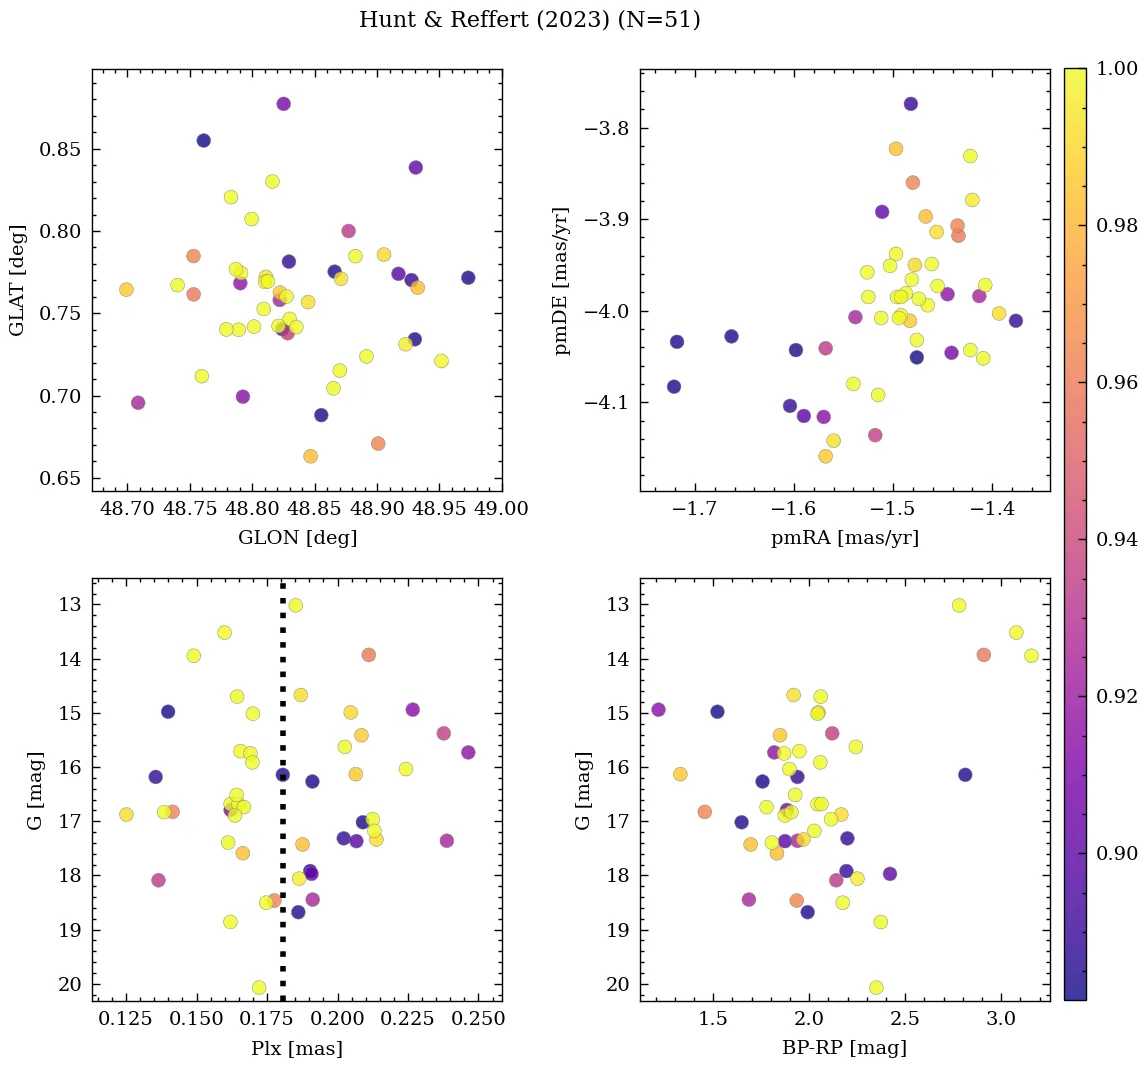 Hunt & Reffert (2023) (N=51)
GLAT [deg]
0.85
0.80
0.75
0.70
0.65
48.70 48.75 48.80 48.85 48.90 48.95 49.00
GLON [deg]
pmDE [mas/yr]
−3.8
−3.9
−4.0
−4.1
−1.7 −1.6 −1.5 −1.4
pmRA [mas/yr]
G [mag]
13
14
15
16
17
18
19
20
0.125 0.150 0.175 0.200 0.225 0.250
Plx [mas]
G [mag]
13
14
15
16
17
18
19
20
1.5 2.0 2.5 3.0
BP-RP [mag]
1.00
0.98
0.96
0.94
0.92
0.90